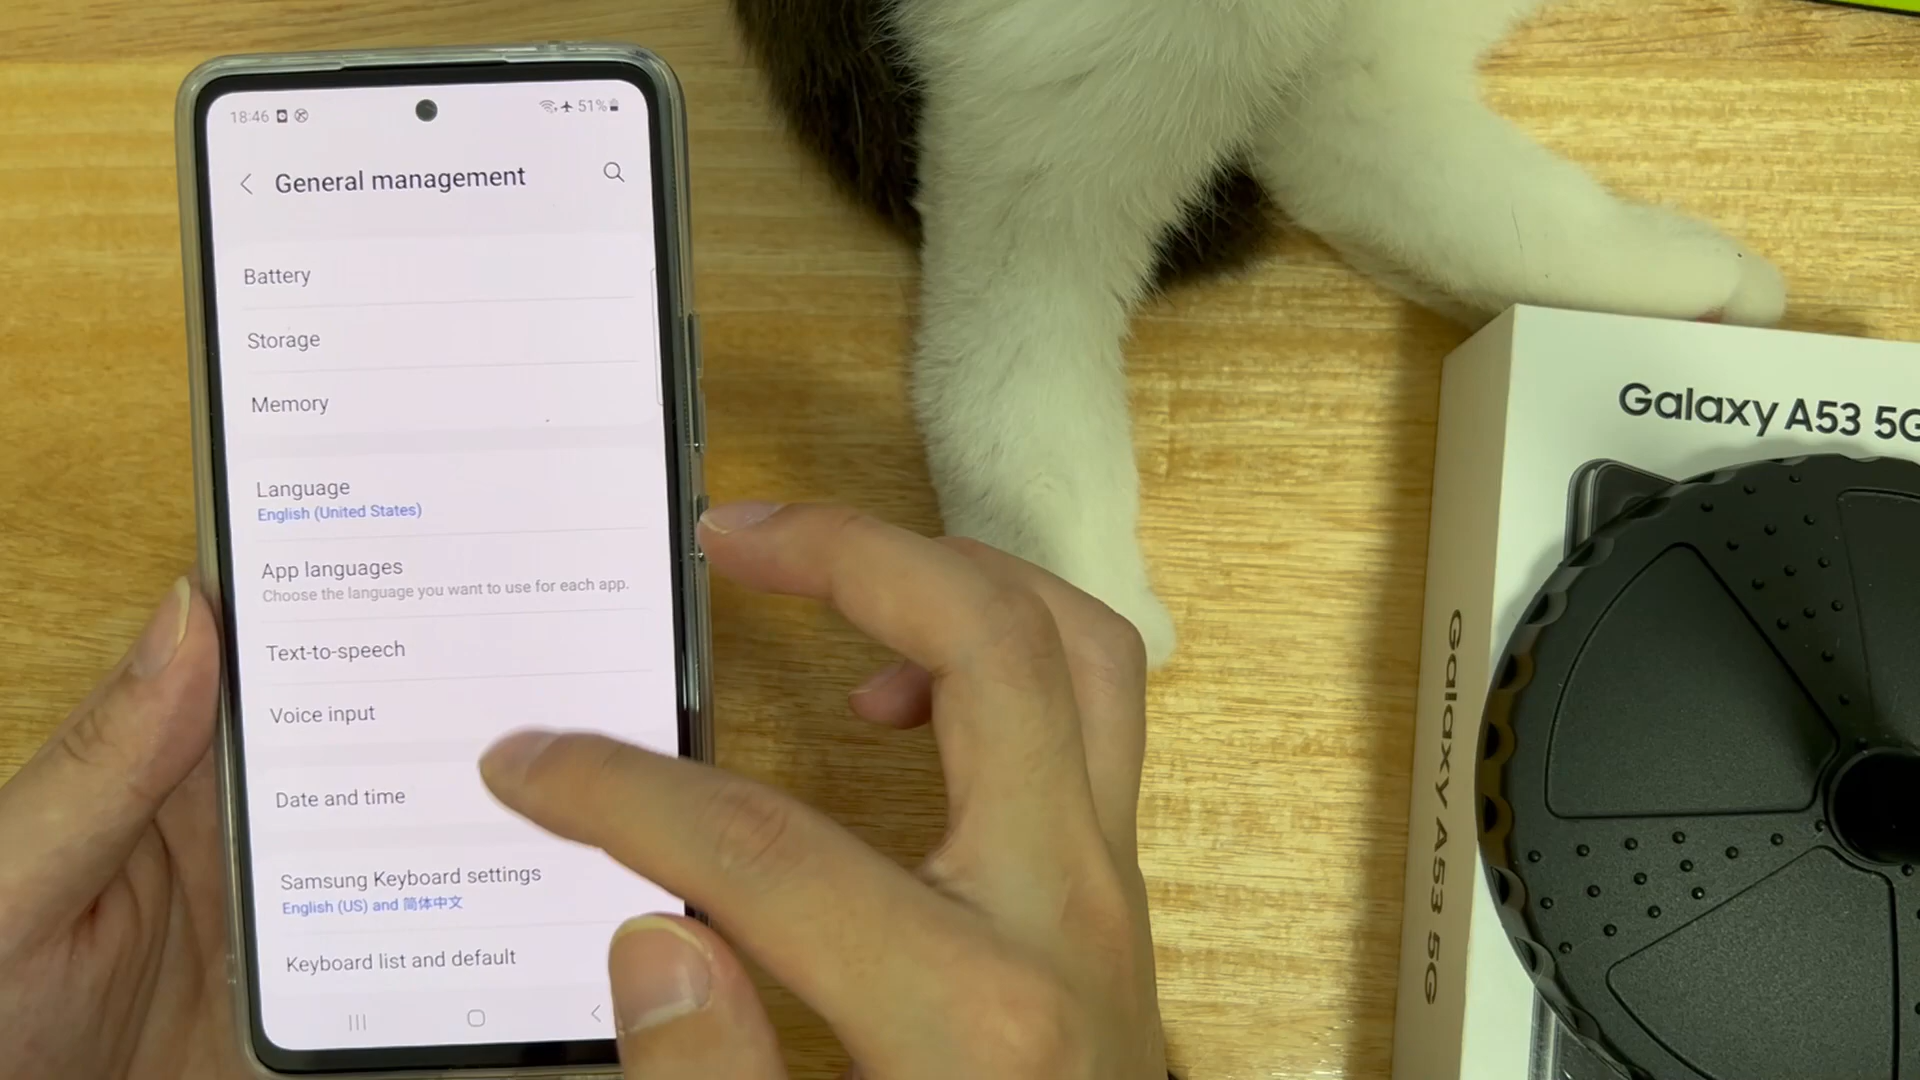 18:46
51%
General management
Battery
Storage
Memory
Language
English (United States)
App languages
Choose the language you want to use for each app.
Text-to-speech
Voice input
Date and time
Samsung Keyboard settings
English (US) and 简体中文
Keyboard list and default
Galaxy A53 5G
Galaxy A53 5G